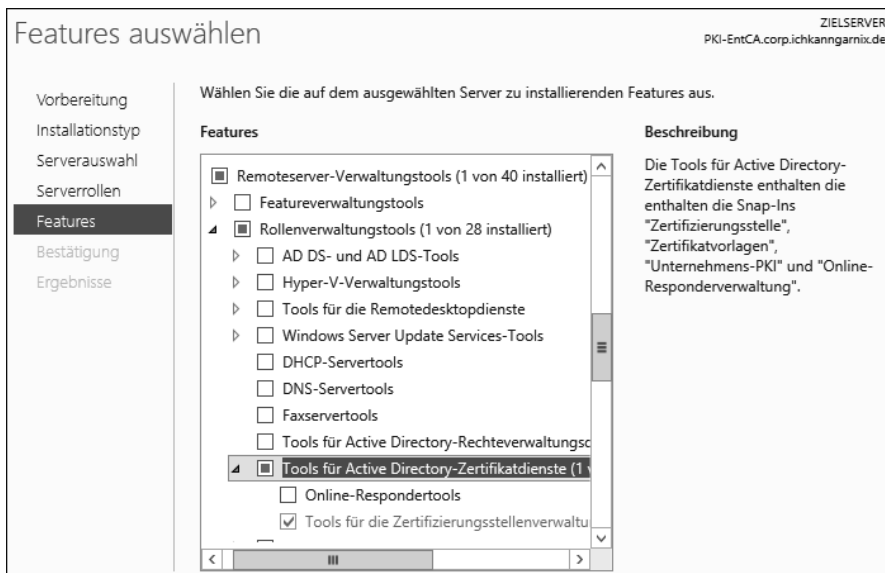 Features auswählen
ZIELSERVER
PKI-EntCA.corp.ichkanngarnix.de
Vorbereitung
Installationstyp
Serverauswahl
Serverrollen
Features
Bestätigung
Ergebnisse
Wählen Sie die auf dem ausgewählten Server zu installierenden Features aus.
Features
Remoteserver-Verwaltungstools (1 von 40 installiert)
Featureverwaltungstools
Rollenverwaltungstools (1 von 28 installiert)
AD DS- und AD LDS-Tools
Hyper-V-Verwaltungstools
Tools für die Remotedesktopdienste
Windows Server Update Services-Tools
DHCP-Servertools
DNS-Servertools
Faxservertools
Tools für Active Directory-Rechteverwaltungsc
Tools für Active Directory-Zertifikatdienste (1 v
Online-Respondertools
Tools für die Zertifizierungsstellenverwaltu
Beschreibung
Die Tools für Active Directory-
Zertifikatdienste enthalten die
enthalten die Snap-Ins
"Zertifizierungsstelle",
"Zertifikatvorlagen",
"Unternehmens-PKI" und "Online-
Responderverwaltung".